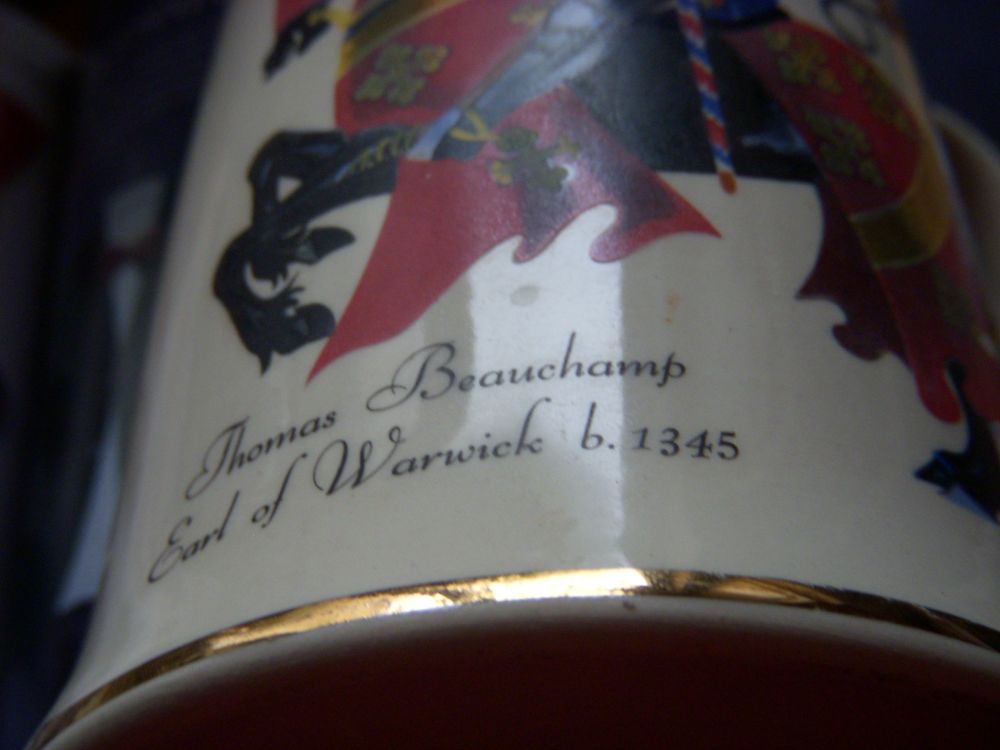 Thomas Beauchamp
Earl of Warwick b. 1345